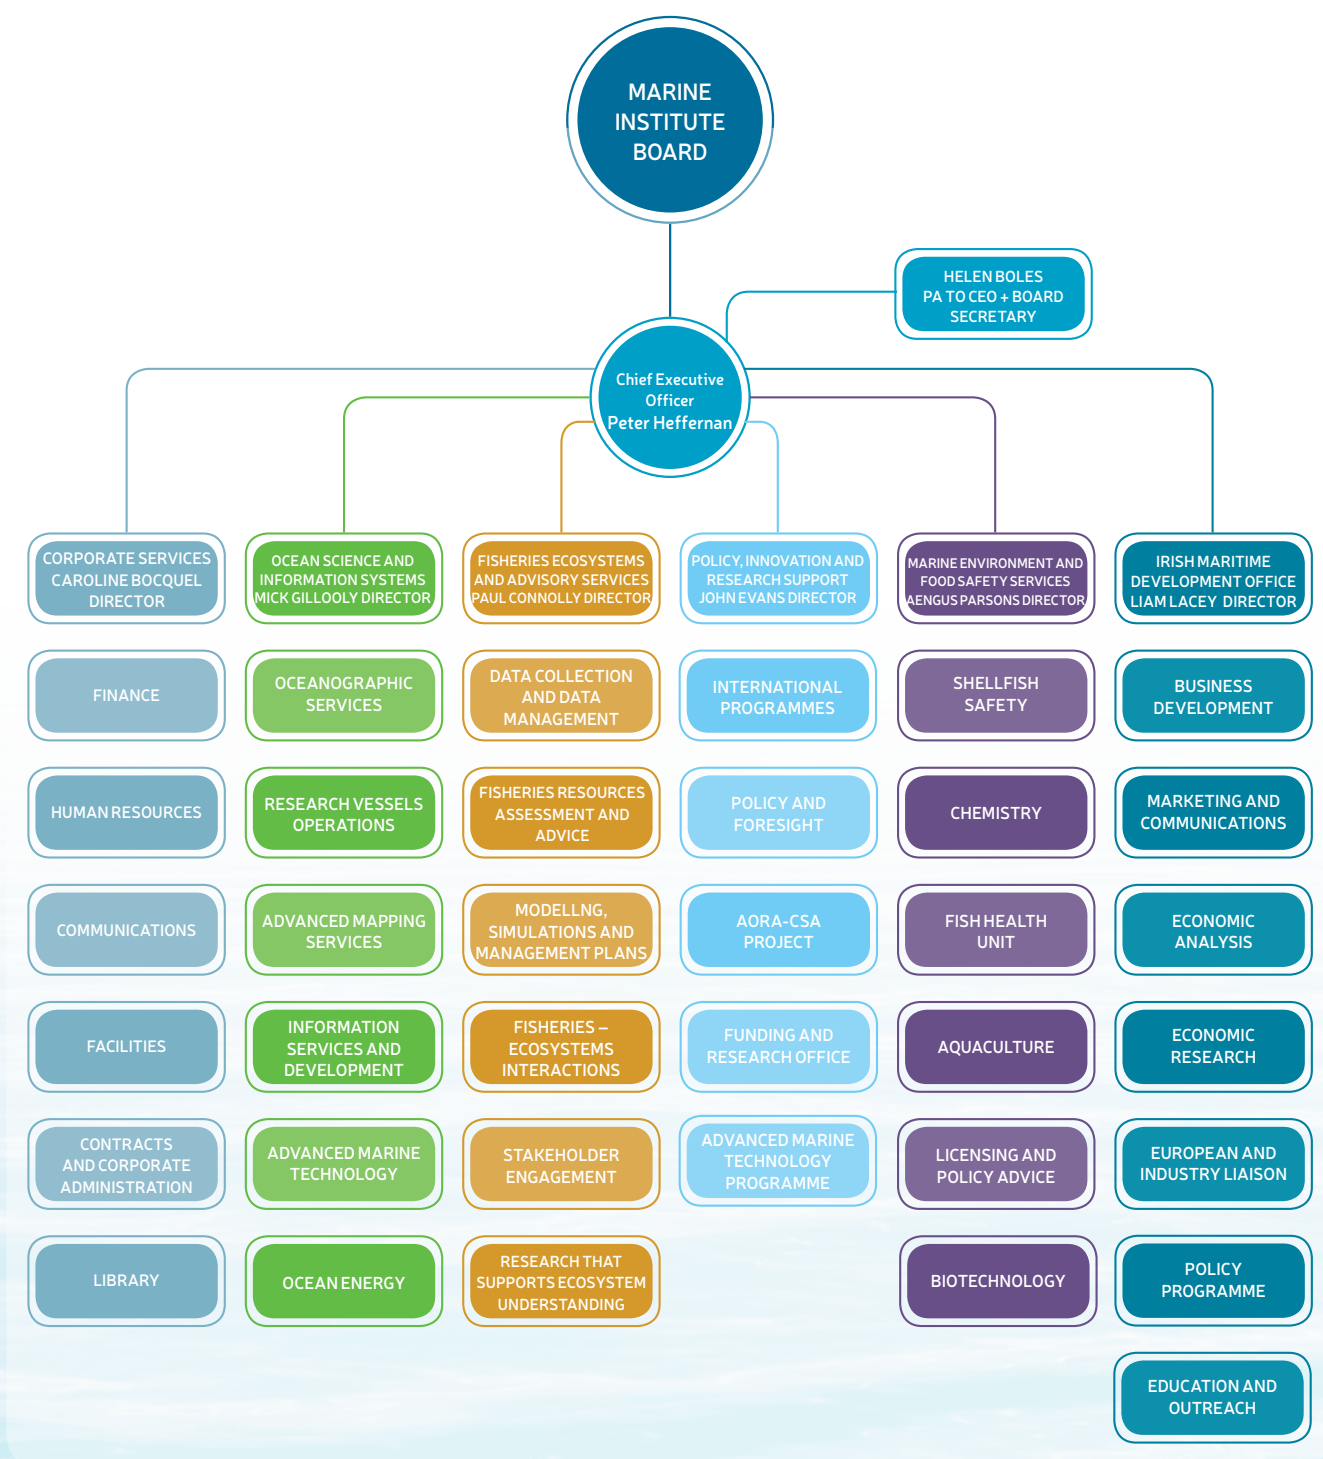 MARINE
INSTITUTE
BOARD
HELEN BOLES
PA TO CEO + BOARD
SECRETARY
Chief Executive
Officer
Peter Heffernan
CORPORATE SERVICES
CAROLINE BOCQUEL
DIRECTOR
FINANCE
HUMAN RESOURCES
COMMUNICATIONS
FACILITIES
CONTRACTS
AND CORPORATE
ADMINISTRATION
LIBRARY
OCEAN SCIENCE AND
INFORMATION SYSTEMS
MICK GILLOOLY DIRECTOR
OCEANOGRAPHIC
SERVICES
RESEARCH VESSELS
OPERATIONS
ADVANCED MAPPING
SERVICES
INFORMATION
SERVICES AND
DEVELOPMENT
ADVANCED MARINE
TECHNOLOGY
OCEAN ENERGY
FISHERIES ECOSYSTEMS
AND ADVISORY SERVICES
PAUL CONNOLLY DIRECTOR
DATA COLLECTION
AND DATA
MANAGEMENT
FISHERIES RESOURCES
ASSESSMENT AND
ADVICE
MODELLNG,
SIMULATIONS AND
MANAGEMENT PLANS
FISHERIES –
ECOSYSTEMS
INTERACTIONS
STAKEHOLDER
ENGAGEMENT
RESEARCH THAT
SUPPORTS ECOSYSTEM
UNDERSTANDING
POLICY, INNOVATION AND
RESEARCH SUPPORT
JOHN EVANS DIRECTOR
INTERNATIONAL
PROGRAMMES
POLICY AND
FORESIGHT
AORA-CSA
PROJECT
FUNDING AND
RESEARCH OFFICE
ADVANCED MARINE
TECHNOLOGY
PROGRAMME
MARINE ENVIRONMENT AND
FOOD SAFETY SERVICES
AENGUS PARSONS DIRECTOR
SHELLFISH
SAFETY
CHEMISTRY
FISH HEALTH
UNIT
AQUACULTURE
LICENSING AND
POLICY ADVICE
BIOTECHNOLOGY
IRISH MARITIME
DEVELOPMENT OFFICE
LIAM LACEY DIRECTOR
BUSINESS
DEVELOPMENT
MARKETING AND
COMMUNICATIONS
ECONOMIC
ANALYSIS
ECONOMIC
RESEARCH
EUROPEAN AND
INDUSTRY LIAISON
POLICY
PROGRAMME
EDUCATION AND
OUTREACH